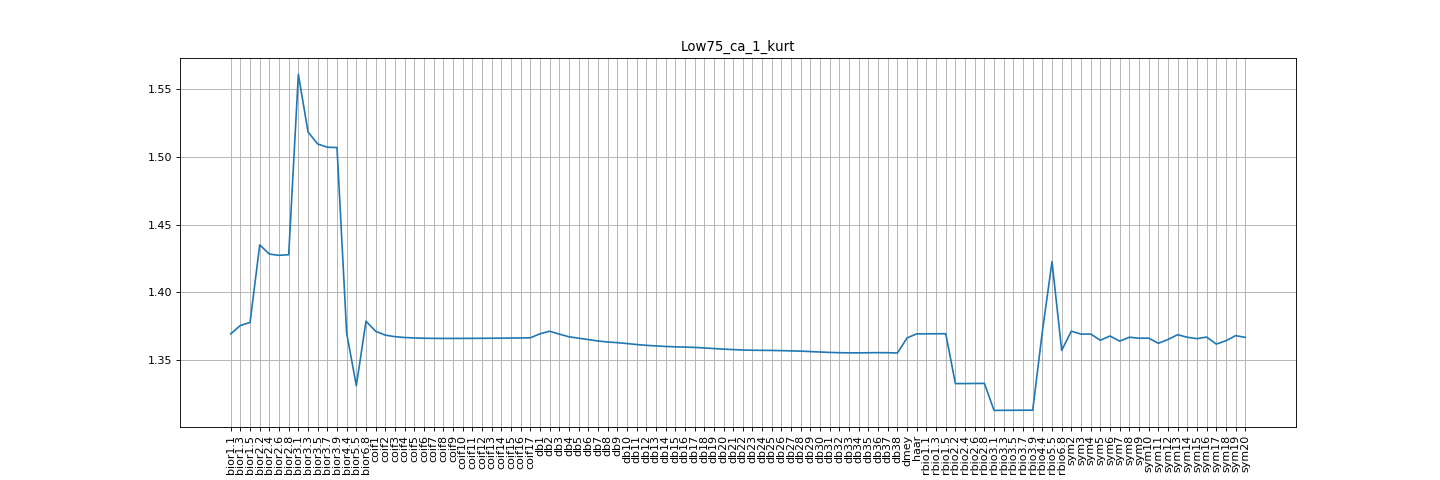 Low75_ca_1_kurt
1.55
1.50
1.45
1.40
1.35
bior1.1
bior1.3
bior1.5
bior2.2
bior2.4
bior2.6
bior2.8
bior3.1
bior3.3
bior3.5
bior3.7
bior3.9
bior4.4
bior5.5
bior6.8
coif1
coif2
coif3
coif4
coif5
coif6
coif7
coif8
coif9
coif10
coif11
coif12
coif13
coif14
coif15
coif16
coif17
db1
db2
db3
db4
db5
db6
db7
db8
db9
db10
db11
db12
db13
db14
db15
db16
db17
db18
db19
db20
db21
db22
db23
db24
db25
db26
db27
db28
db29
db30
db31
db32
db33
db34
db35
db36
db37
db38
dmey
haar
rbio1.1
rbio1.3
rbio1.5
rbio2.2
rbio2.4
rbio2.6
rbio2.8
rbio3.1
rbio3.3
rbio3.5
rbio3.7
rbio3.9
rbio4.4
rbio5.5
rbio6.8
sym2
sym3
sym4
sym5
sym6
sym7
sym8
sym9
sym10
sym11
sym12
sym13
sym14
sym15
sym16
sym17
sym18
sym19
sym20